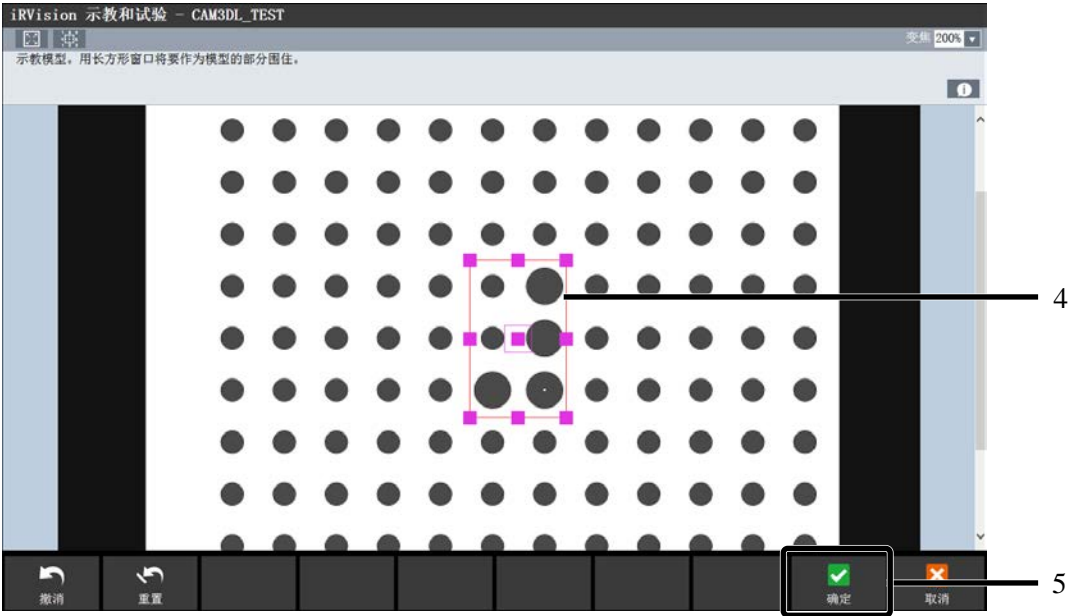 iRVision 示教和试验 - CAM3DL_TEST
变焦 200%
示教模型。用长方形窗口将要作为模型的部分围住。
4
撤消 重置 确定 取消
5